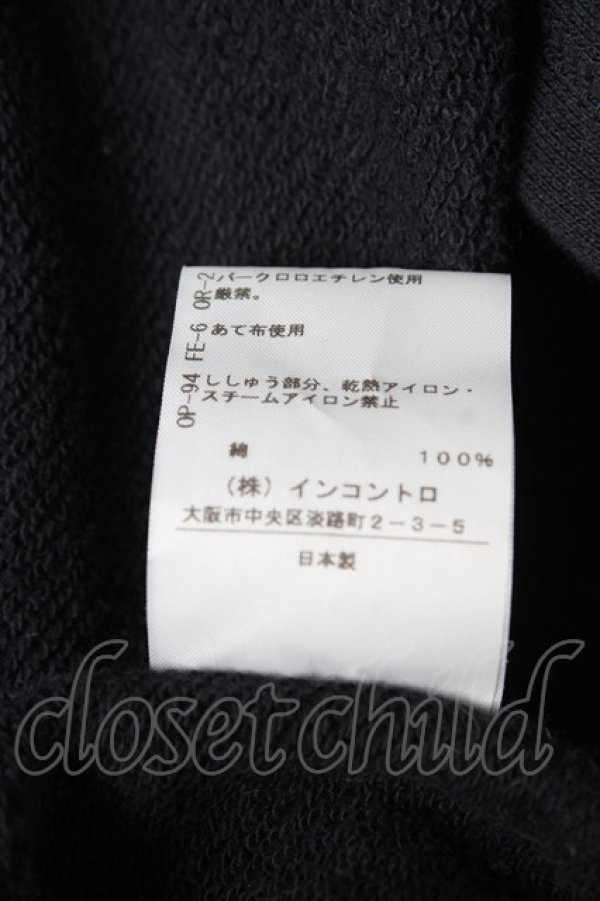 OR-2 パークロロエチレン使用
厳禁。
FE-6 あて布使用
OP-94 ししゅう部分、乾熱アイロン・
スチームアイロン禁止
綿 100%
(株)インコントロ
大阪市中央区淡路町2-3-5
日本製
closet child